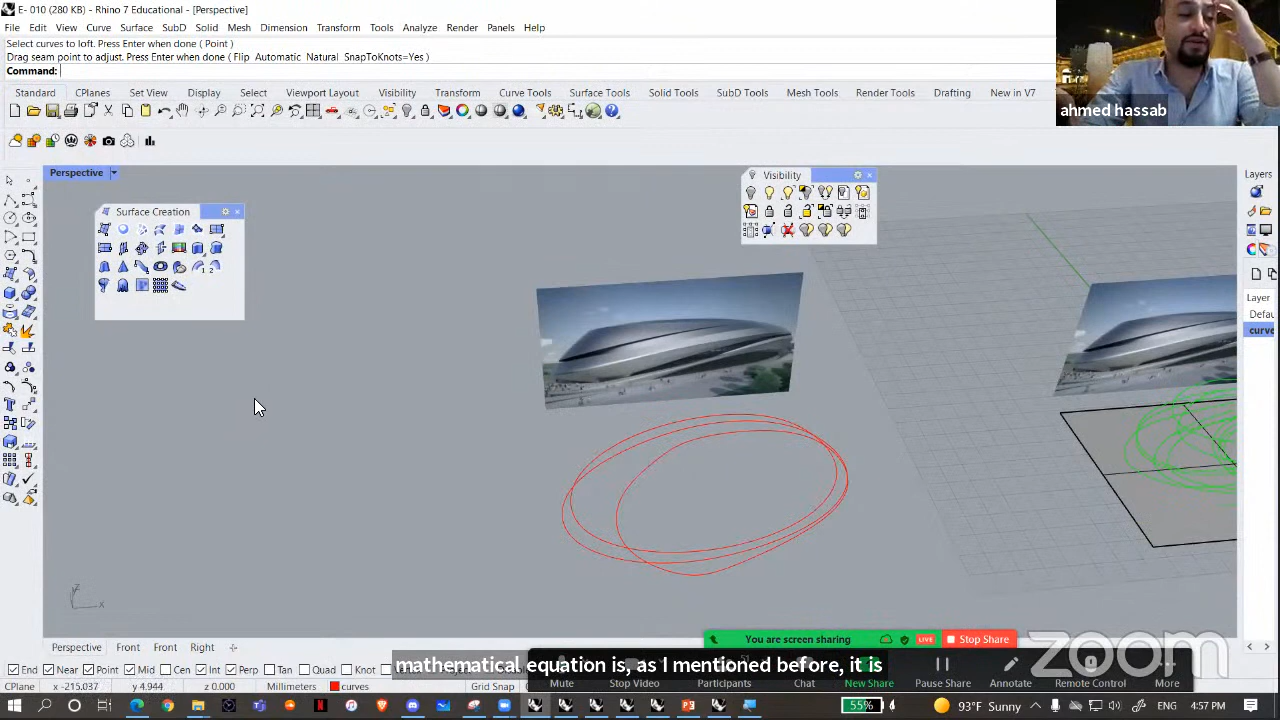 E- 010 (280 KB) - Rhino 7 Educational - [Perspective]
File Edit View Curve Surface SubD Solid Mesh Dimension Transform Tools Analyze Render Panels Help
Select curves to loft. Press Enter when done ( Point )
Drag seam point to adjust. Press Enter when done ( Flip Automatic Natural SnapToKnots=Yes )
Command:
ahmed hassab
Standard CPlanes Set View Display Select Viewport Layout Visibility Transform Curve Tools Surface Tools Solid Tools SubD Tools Mesh Tools Render Tools Drafting New in V7
Perspective
Visibility
Layers
Surface Creation
Layer
Defau
curve
z
x
You are screen sharing LIVE Stop Share
zoom
Perspective Front Front Right
mathematical equation is, as I mentioned before, it is
End Near Point Mid Cen Int Perp Tan Quad Knot
Mute Stop Video Participants Chat New Share Pause Share Annotate Remote Control More
CPlane x -215.037 y 4.944 z 0.000 Millimeters curves Grid Snap
55% 93°F Sunny 4:57 PM